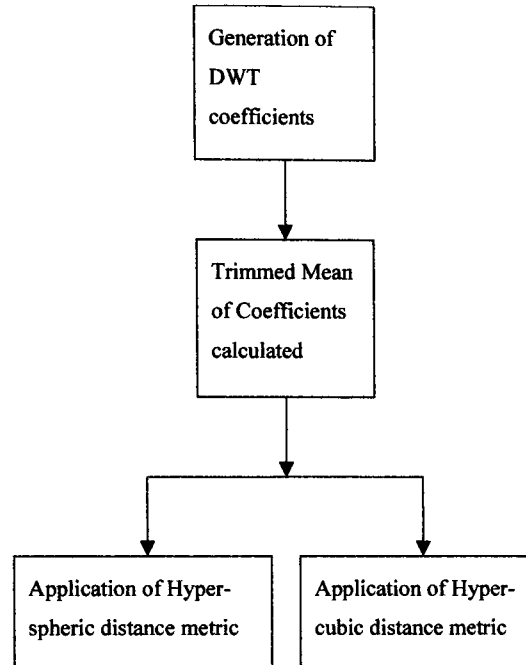 Generation of
DWT
coefficients
Trimmed Mean
of Coefficients
calculated
Application of Hyper-
spheric distance metric
Application of Hyper-
cubic distance metric